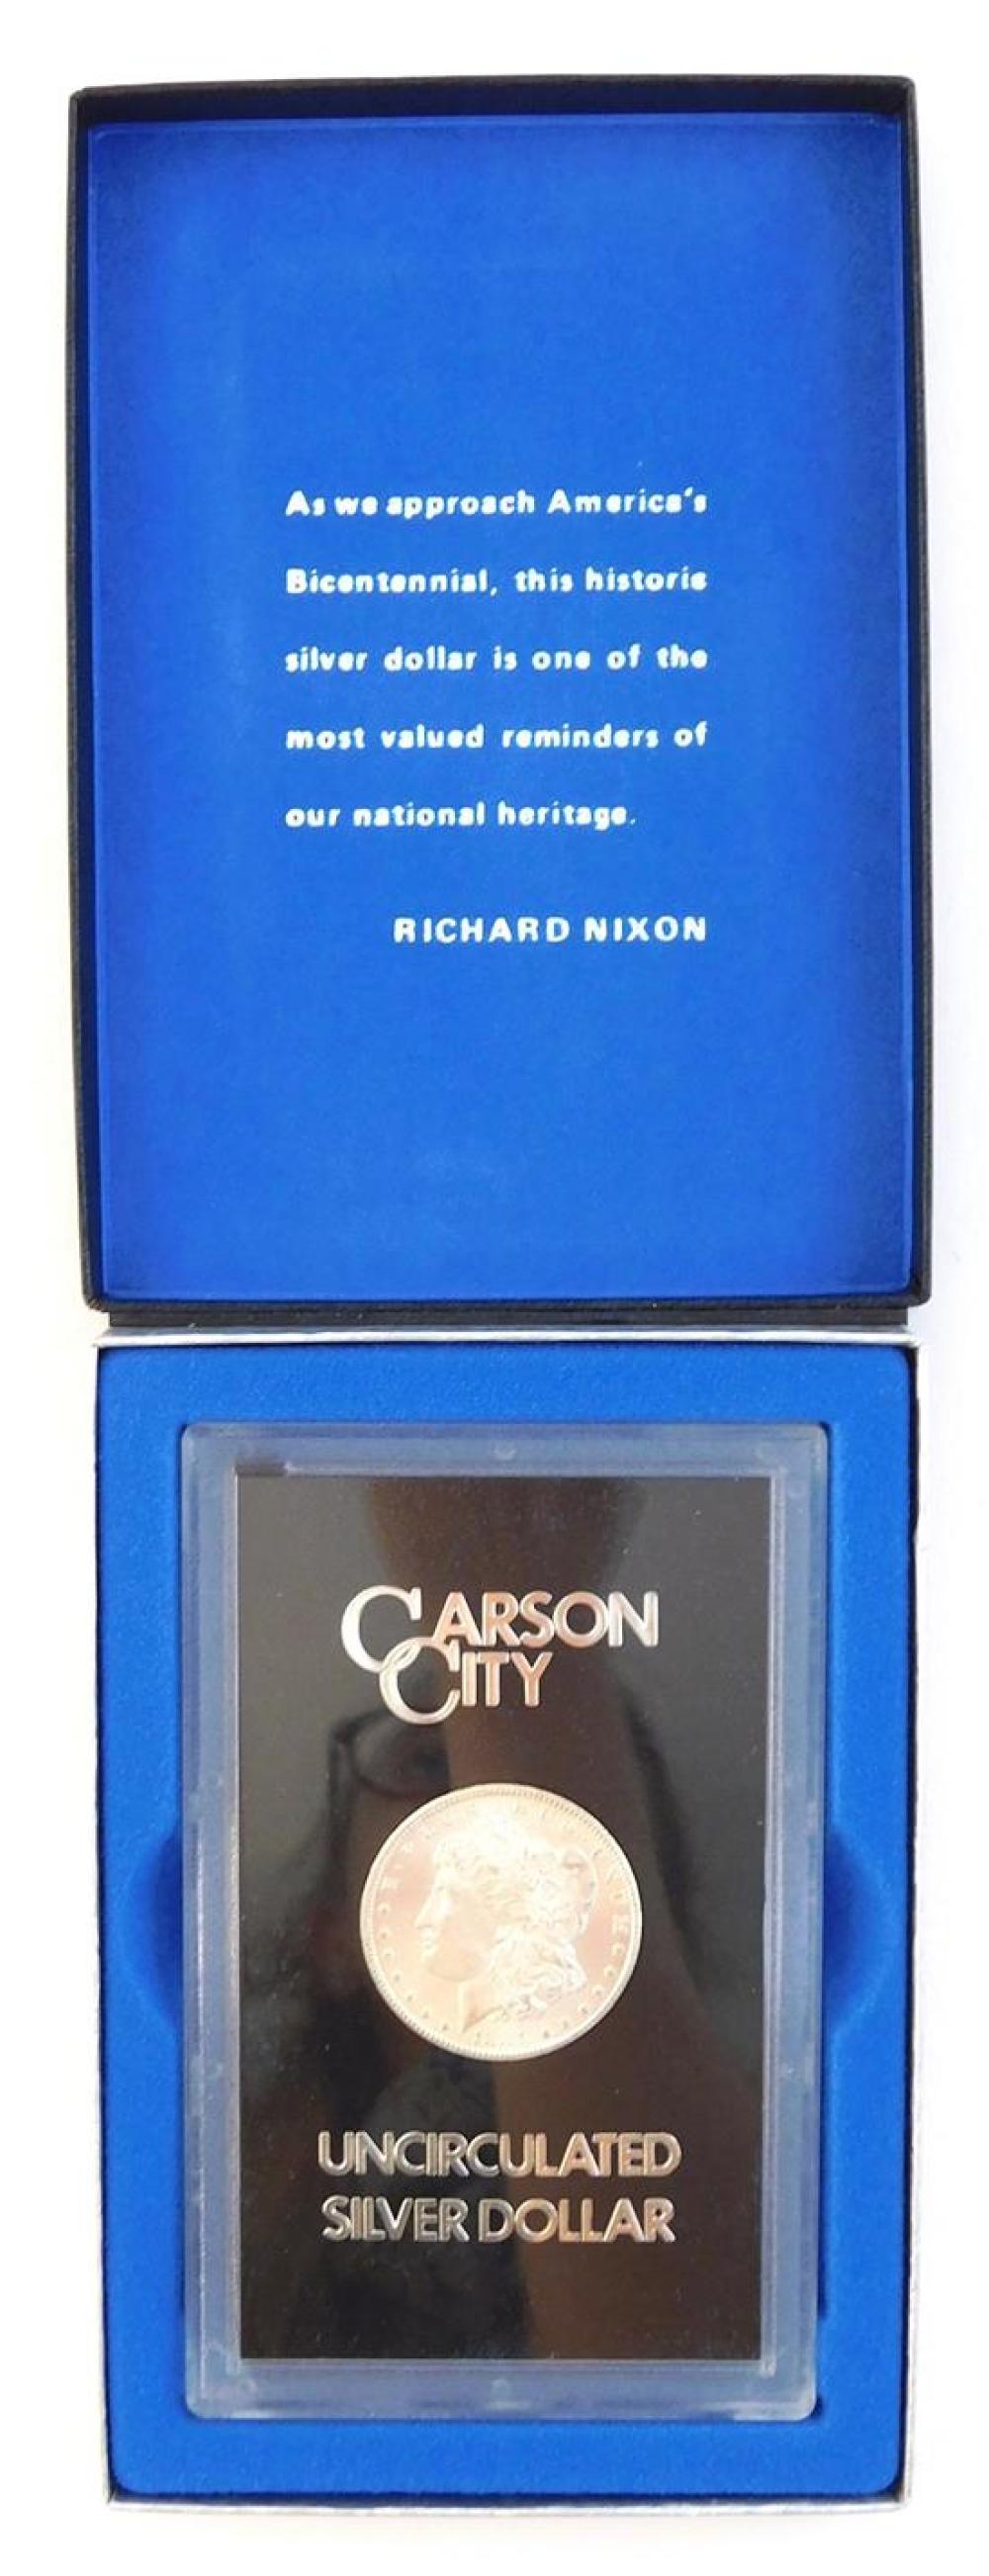 As we approach America's
Bicentennial, this historic
silver dollar is one of the
most valued reminders of
our national heritage.
RICHARD NIXON
CARSON
CITY
UNCIRCULATED
SILVER DOLLAR